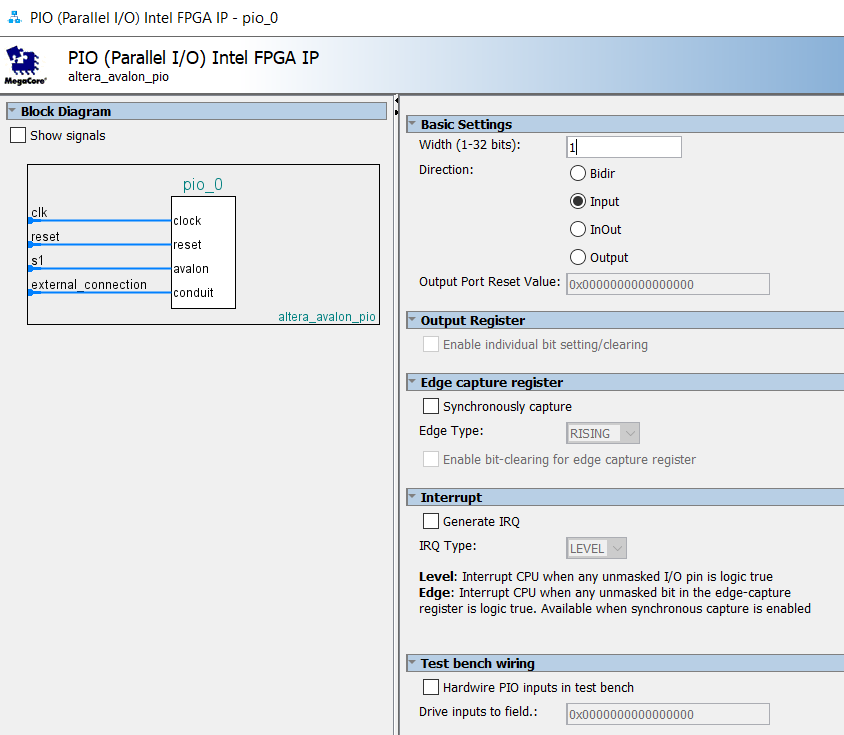 PIO (Parallel I/O) Intel FPGA IP - pio_0
PIO (Parallel I/O) Intel FPGA IP
altera_avalon_pio
MegaCore®
Block Diagram
Show signals
pio_0
clk
clock
reset
reset
s1
avalon
external_connection
conduit
altera_avalon_pio
Basic Settings
Width (1-32 bits):
1
Direction:
Bidir
Input
InOut
Output
Output Port Reset Value:
0x0000000000000000
Output Register
Enable individual bit setting/clearing
Edge capture register
Synchronously capture
Edge Type:
RISING
Enable bit-clearing for edge capture register
Interrupt
Generate IRQ
IRQ Type:
LEVEL
Level: Interrupt CPU when any unmasked I/O pin is logic true
Edge: Interrupt CPU when any unmasked bit in the edge-capture
register is logic true. Available when synchronous capture is enabled
Test bench wiring
Hardwire PIO inputs in test bench
Drive inputs to field.:
0x0000000000000000